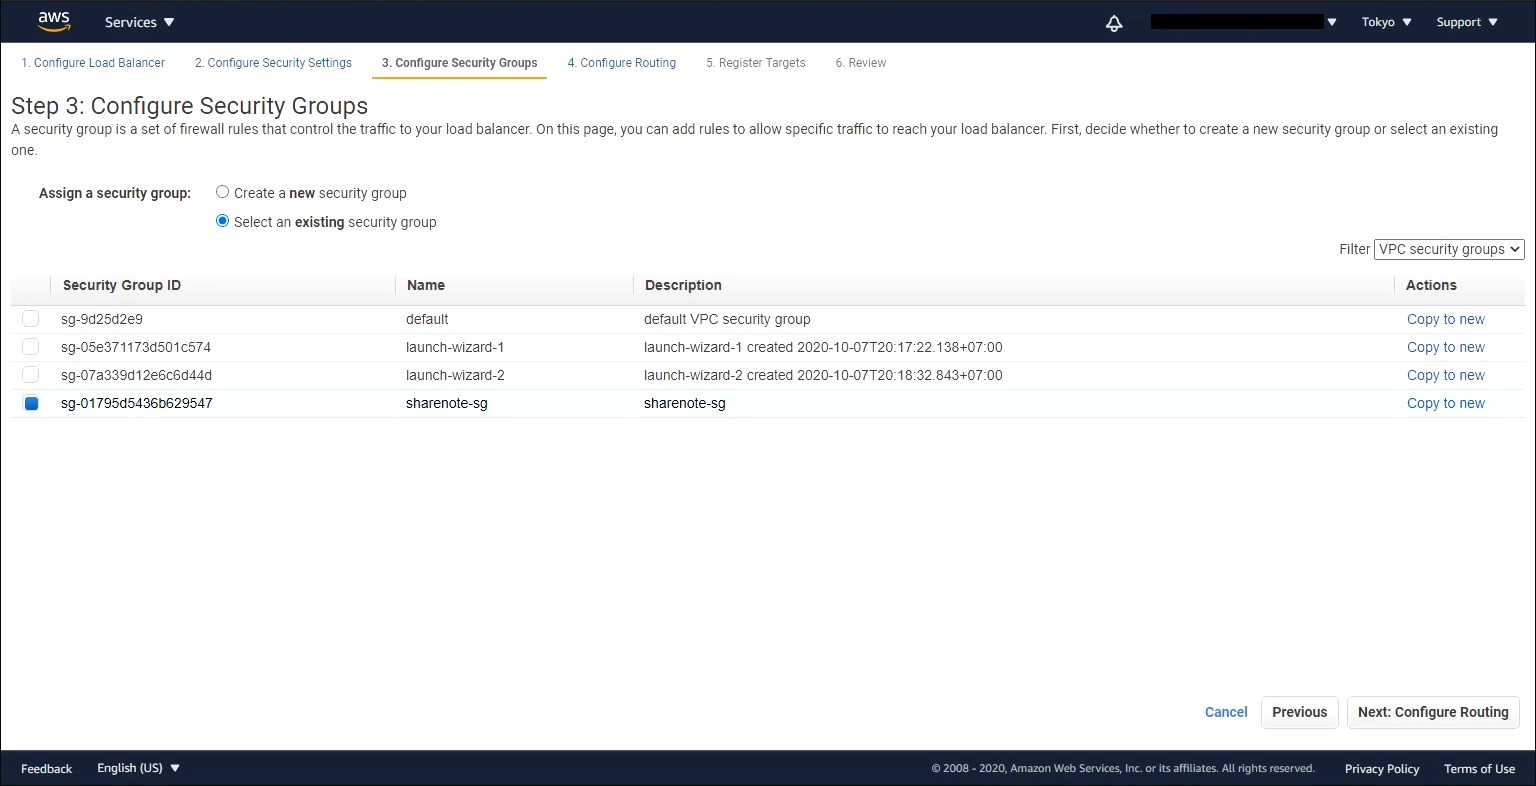 aws Services Tokyo Support
1. Configure Load Balancer 2. Configure Security Settings 3. Configure Security Groups 4. Configure Routing 5. Register Targets 6. Review
Step 3: Configure Security Groups
A security group is a set of firewall rules that control the traffic to your load balancer. On this page, you can add rules to allow specific traffic to reach your load balancer. First, decide whether to create a new security group or select an existing
one.
Assign a security group: Create a new security group
Select an existing security group
Filter VPC security groups
Security Group ID Name Description Actions
sg-9d25d2e9 default default VPC security group Copy to new
sg-05e371173d501c574 launch-wizard-1 launch-wizard-1 created 2020-10-07T20:17:22.138+07:00 Copy to new
sg-07a339d12e6c6d44d launch-wizard-2 launch-wizard-2 created 2020-10-07T20:18:32.843+07:00 Copy to new
sg-01795d5436b629547 sharenote-sg sharenote-sg Copy to new
Cancel Previous Next: Configure Routing
Feedback English (US) © 2008 - 2020, Amazon Web Services, Inc. or its affiliates. All rights reserved. Privacy Policy Terms of Use